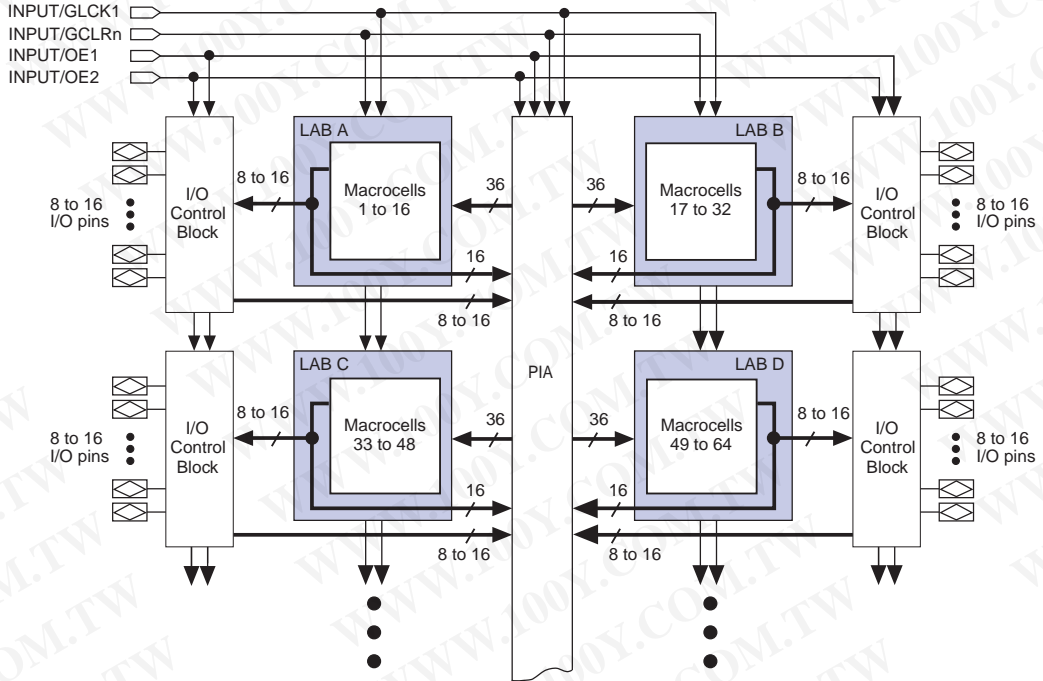 INPUT/GLCK1
INPUT/GCLRn
INPUT/OE1
INPUT/OE2
LAB A
LAB B
8 to 16
I/O pins
I/O
Control
Block
8 to 16
Macrocells
1 to 16
36
36
Macrocells
17 to 32
8 to 16
I/O
Control
Block
8 to 16
I/O pins
16
16
8 to 16
8 to 16
LAB C
PIA
LAB D
8 to 16
I/O pins
I/O
Control
Block
8 to 16
Macrocells
33 to 48
36
36
Macrocells
49 to 64
8 to 16
I/O
Control
Block
8 to 16
I/O pins
16
16
8 to 16
8 to 16
WWW.100Y.COM.TW